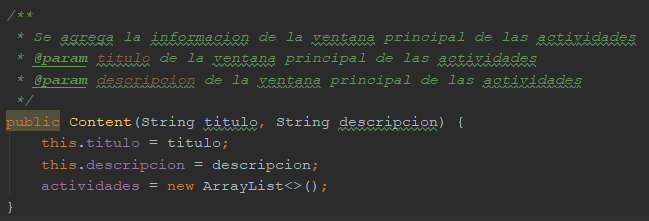 /**
 * Se agrega la informacion de la ventana principal de las actividades
 * @param titulo de la ventana principal de las actividades
 * @param descripcion de la ventana principal de las actividades
 */
public Content(String titulo, String descripcion) {
    this.titulo = titulo;
    this.descripcion = descripcion;
    actividades = new ArrayList<>();
}